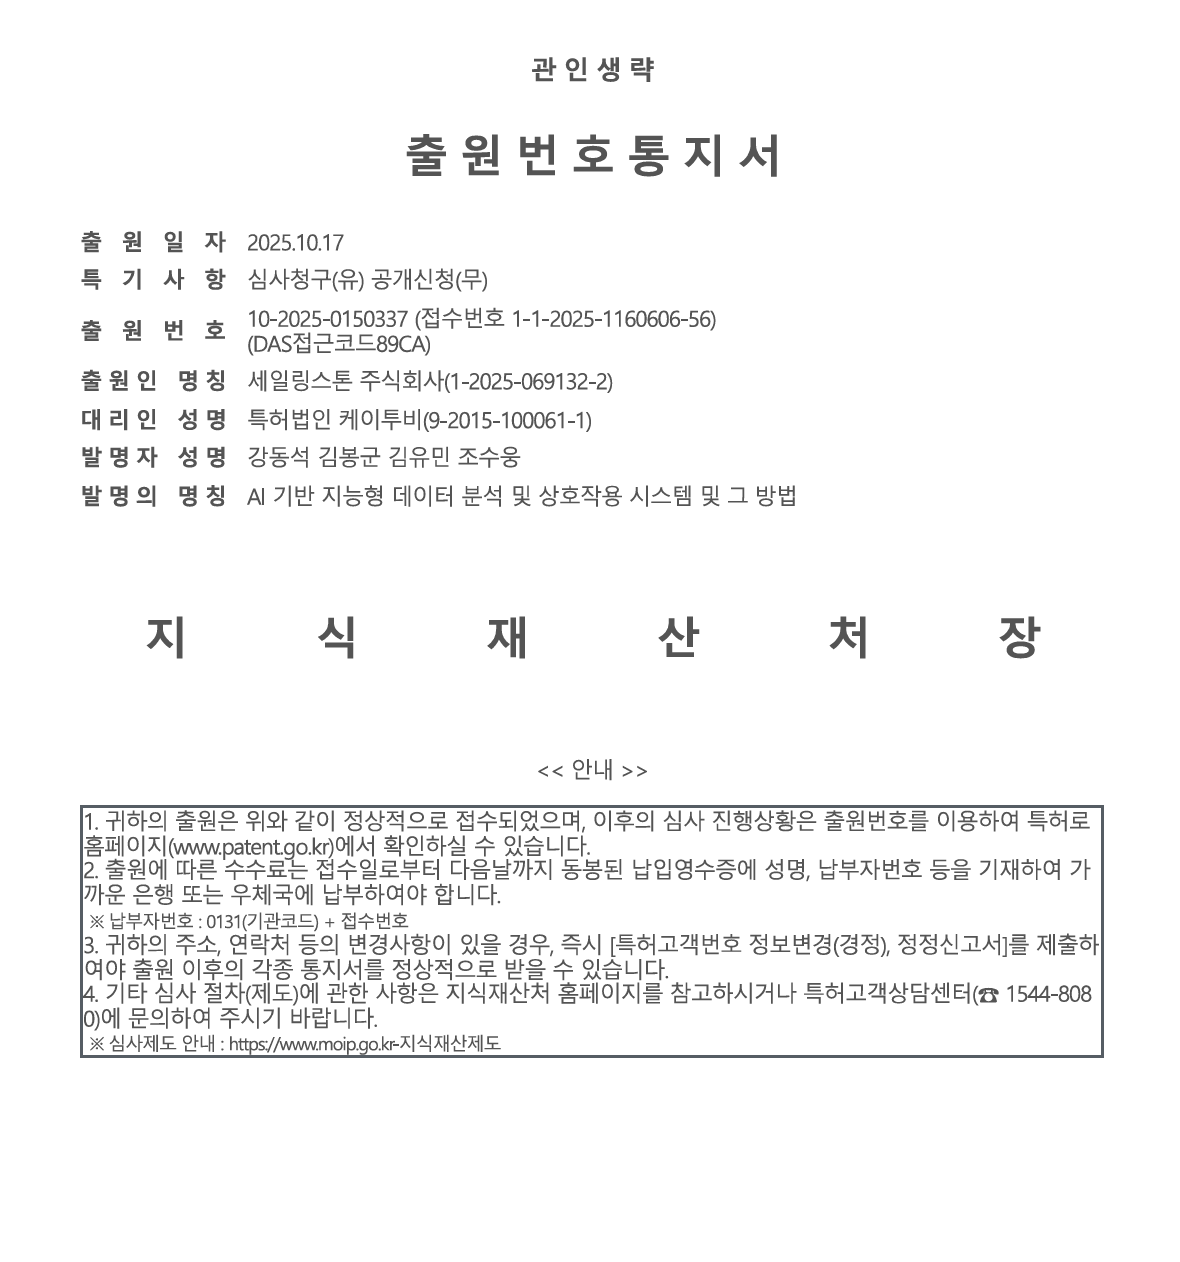 관 인 생 략
출 원 번 호 통 지 서
출 원 일 자 2025.10.17
특 기 사 항 심사청구(유) 공개신청(무)
출 원 번 호 10-2025-0150337 (접수번호 1-1-2025-1160606-56)
(DAS접근코드89CA)
출 원 인 명 칭 세일링스톤 주식회사(1-2025-069132-2)
대 리 인 성 명 특허법인 케이투비(9-2015-100061-1)
발 명 자 성 명 강동석 김봉군 김유민 조수웅
발 명 의 명 칭 AI 기반 지능형 데이터 분석 및 상호작용 시스템 및 그 방법
지 식 재 산 처 장
<< 안내 >>
1. 귀하의 출원은 위와 같이 정상적으로 접수되었으며, 이후의 심사 진행상황은 출원번호를 이용하여 특허로
홈페이지(www.patent.go.kr)에서 확인하실 수 있습니다.
2. 출원에 따른 수수료는 접수일로부터 다음날까지 동봉된 납입영수증에 성명, 납부자번호 등을 기재하여 가
까운 은행 또는 우체국에 납부하여야 합니다.
※ 납부자번호 : 0131(기관코드) + 접수번호
3. 귀하의 주소, 연락처 등의 변경사항이 있을 경우, 즉시 [특허고객번호 정보변경(경정), 정정신고서]를 제출하
여야 출원 이후의 각종 통지서를 정상적으로 받을 수 있습니다.
4. 기타 심사 절차(제도)에 관한 사항은 지식재산처 홈페이지를 참고하시거나 특허고객상담센터(☎ 1544-808
0)에 문의하여 주시기 바랍니다.
※ 심사제도 안내 : https://www.moip.go.kr-지식재산제도